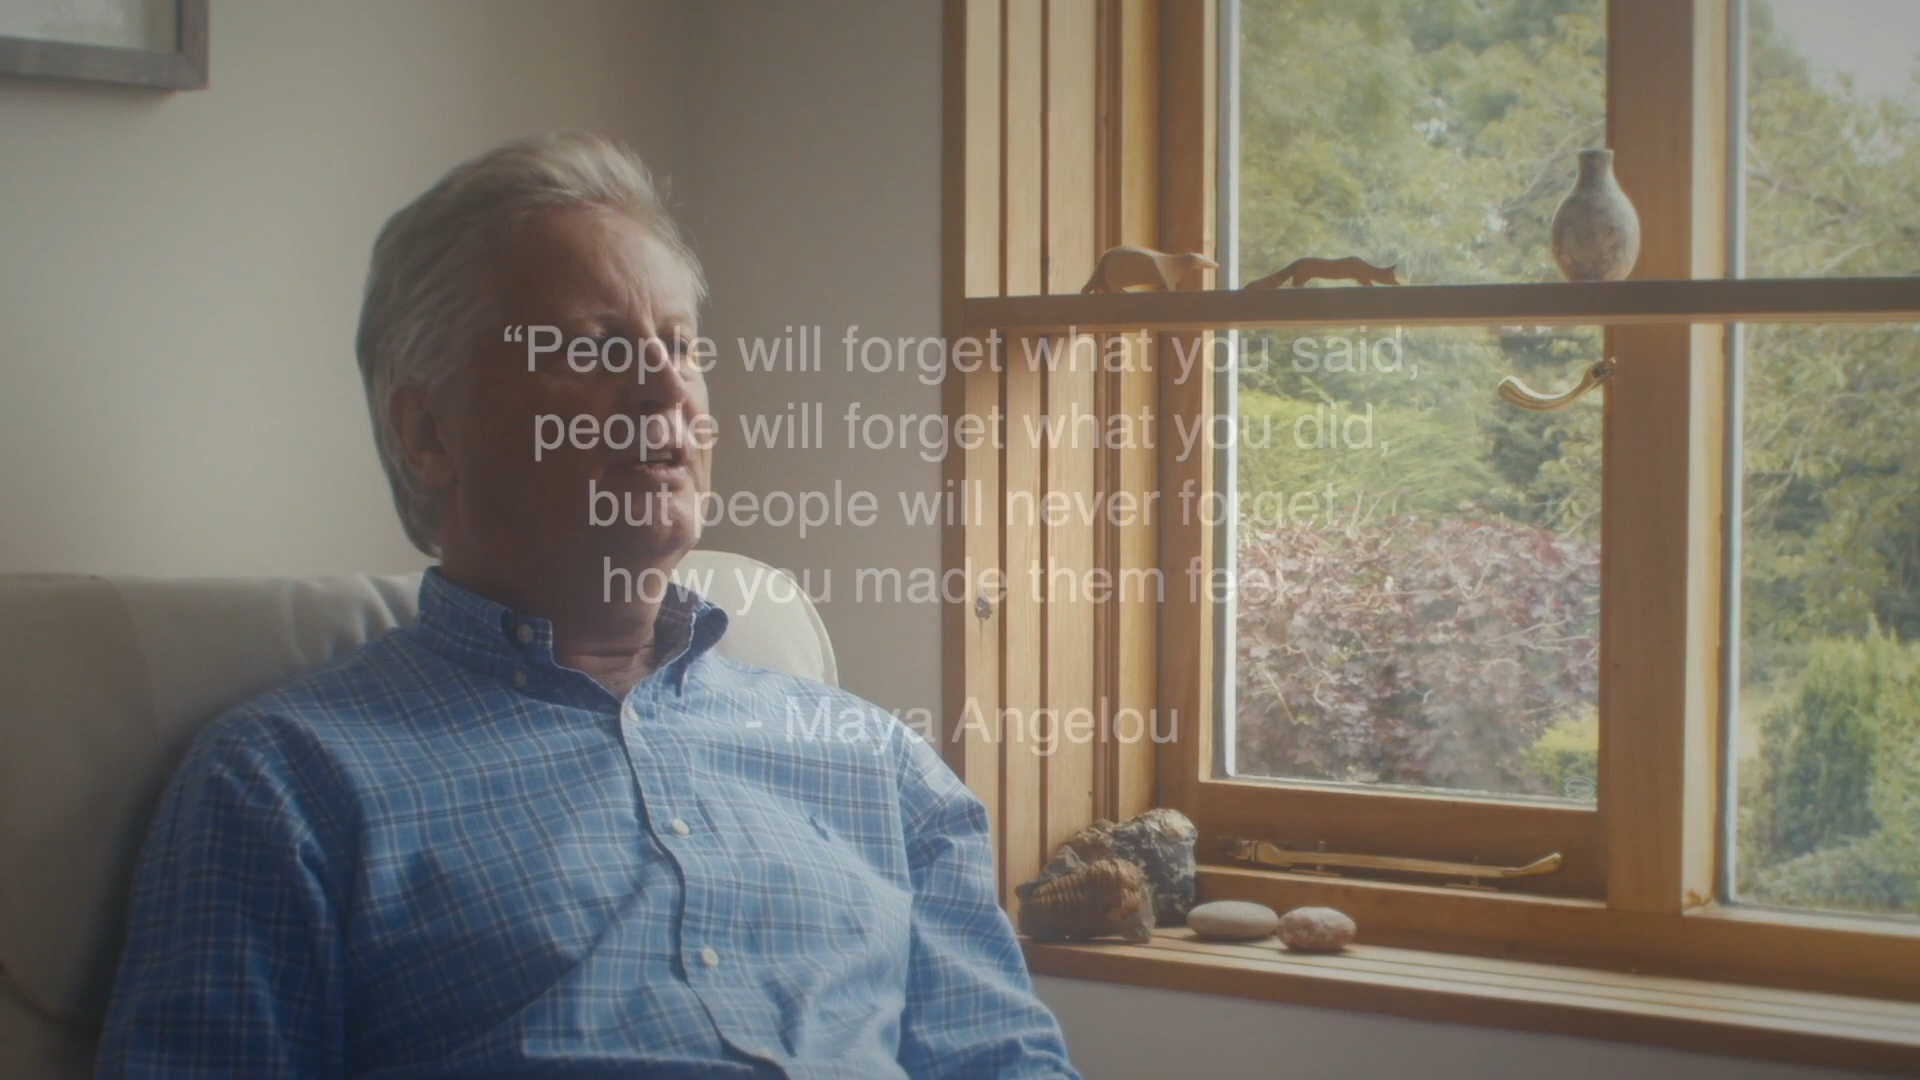 “People will forget what you said,
people will forget what you did,
but people will never forget
how you made them feel.
- Maya Angelou